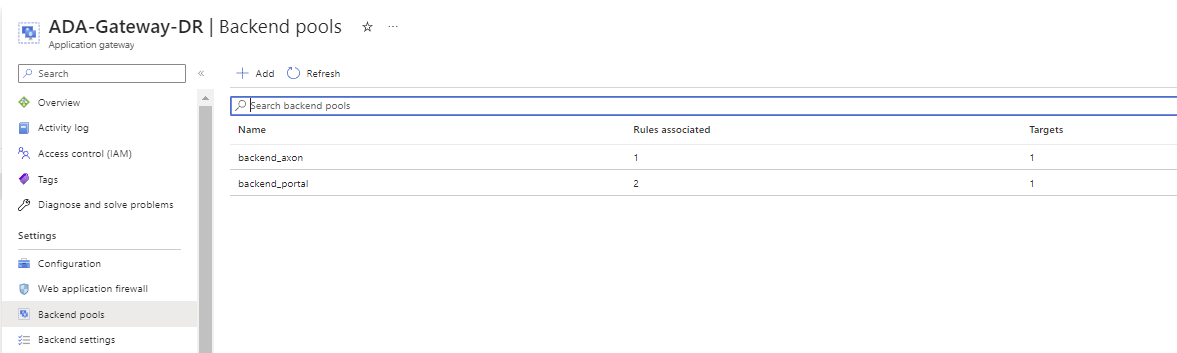 ADA-Gateway-DR | Backend pools
Application gateway
Search
Add Refresh
Search backend pools
Name Rules associated Targets
backend_axon 1 1
backend_portal 2 1
Overview
Activity log
Access control (IAM)
Tags
Diagnose and solve problems
Settings
Configuration
Web application firewall
Backend pools
Backend settings